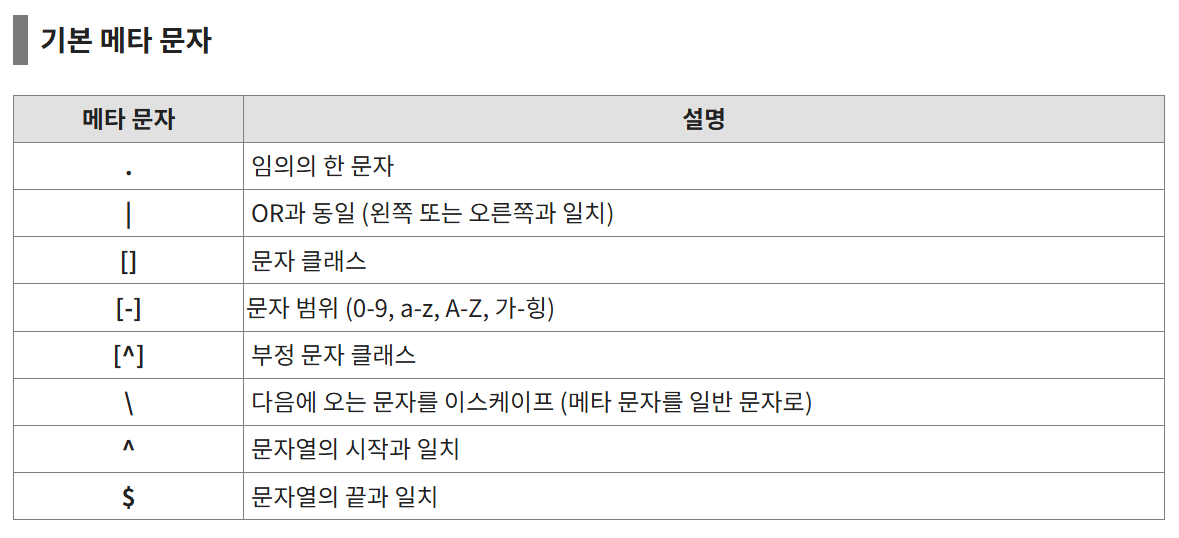 기본 메타 문자
메타 문자 설명
. 임의의 한 문자
| OR과 동일 (왼쪽 또는 오른쪽과 일치)
[] 문자 클래스
[-] 문자 범위 (0-9, a-z, A-Z, 가-힝)
[^] 부정 문자 클래스
\ 다음에 오는 문자를 이스케이프 (메타 문자를 일반 문자로)
^ 문자열의 시작과 일치
$ 문자열의 끝과 일치